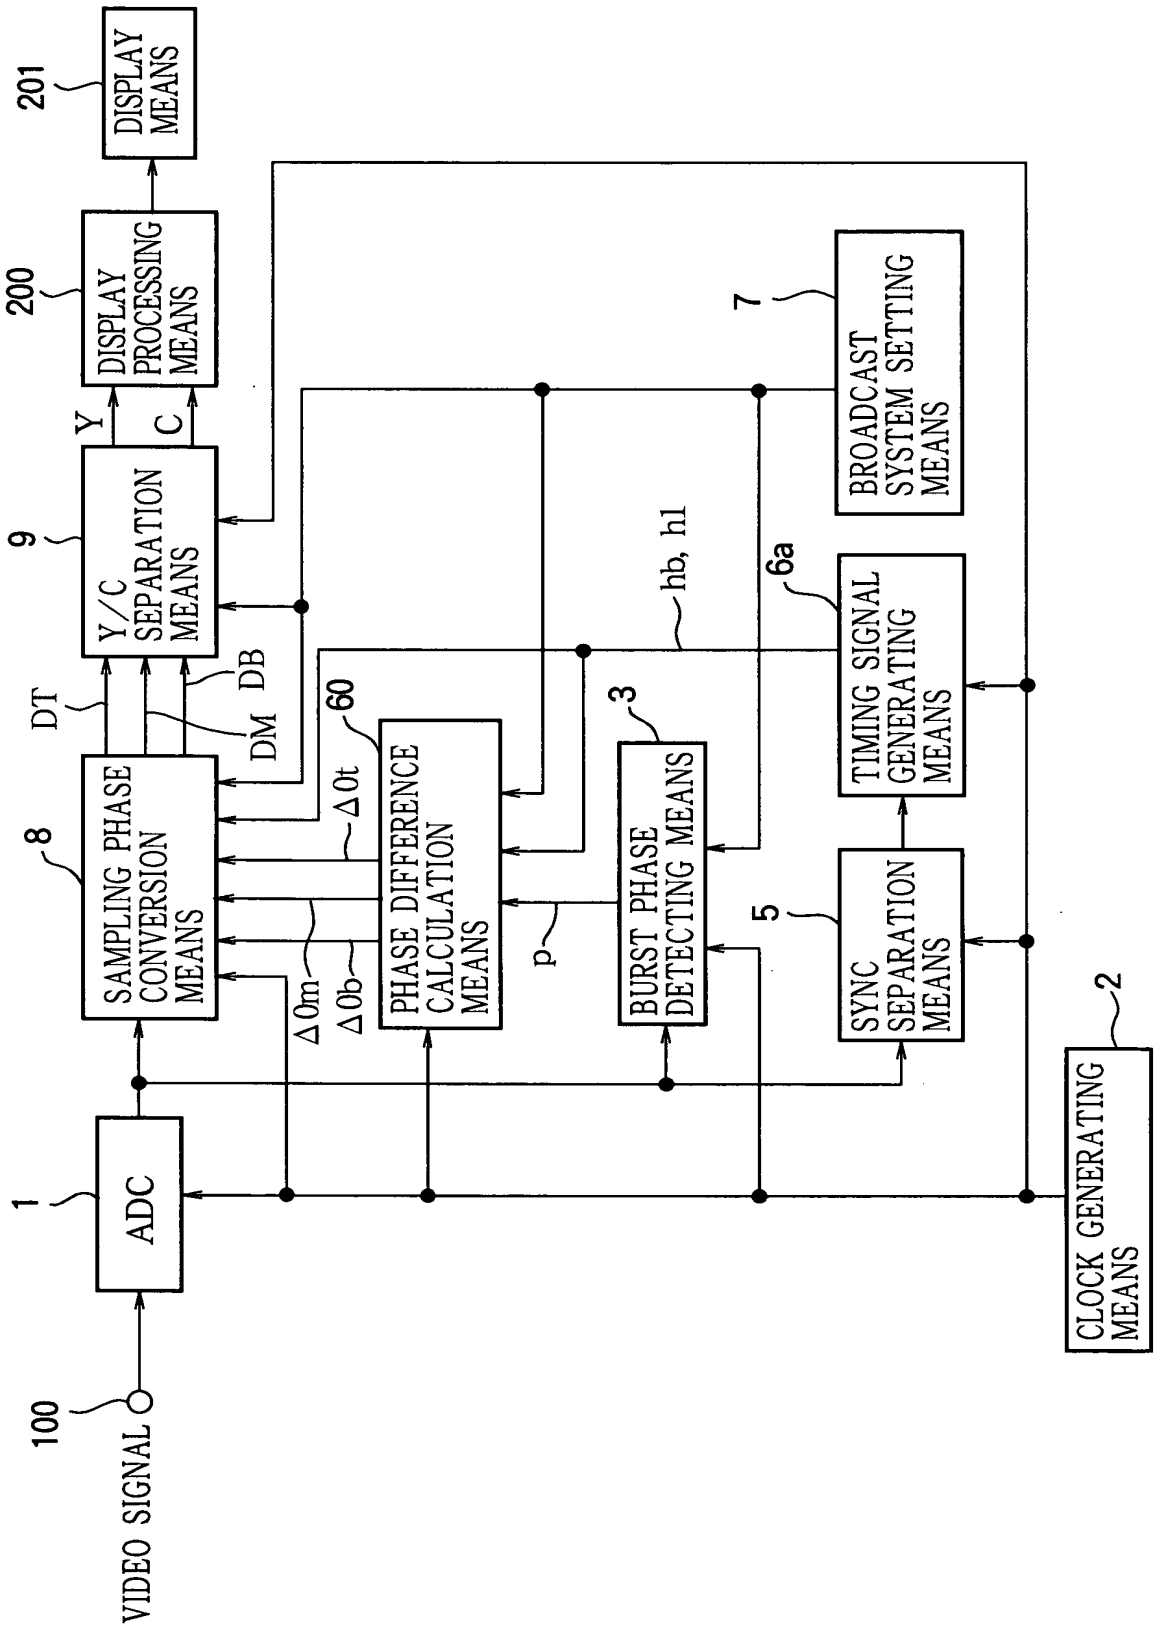 100
VIDEO SIGNAL
1
ADC
8
SAMPLING PHASE
CONVERSION
MEANS
DT
DM
DB
9
Y/C
SEPARATION
MEANS
Y
C
200
DISPLAY
PROCESSING
MEANS
201
DISPLAY
MEANS
Δ0m
Δ0b
Δ0t
60
PHASE DIFFERENCE
CALCULATION
MEANS
p
3
BURST PHASE
DETECTING MEANS
hb, hl
5
SYNC
SEPARATION
MEANS
6a
TIMING SIGNAL
GENERATING
MEANS
7
BROADCAST
SYSTEM SETTING
MEANS
2
CLOCK GENERATING
MEANS